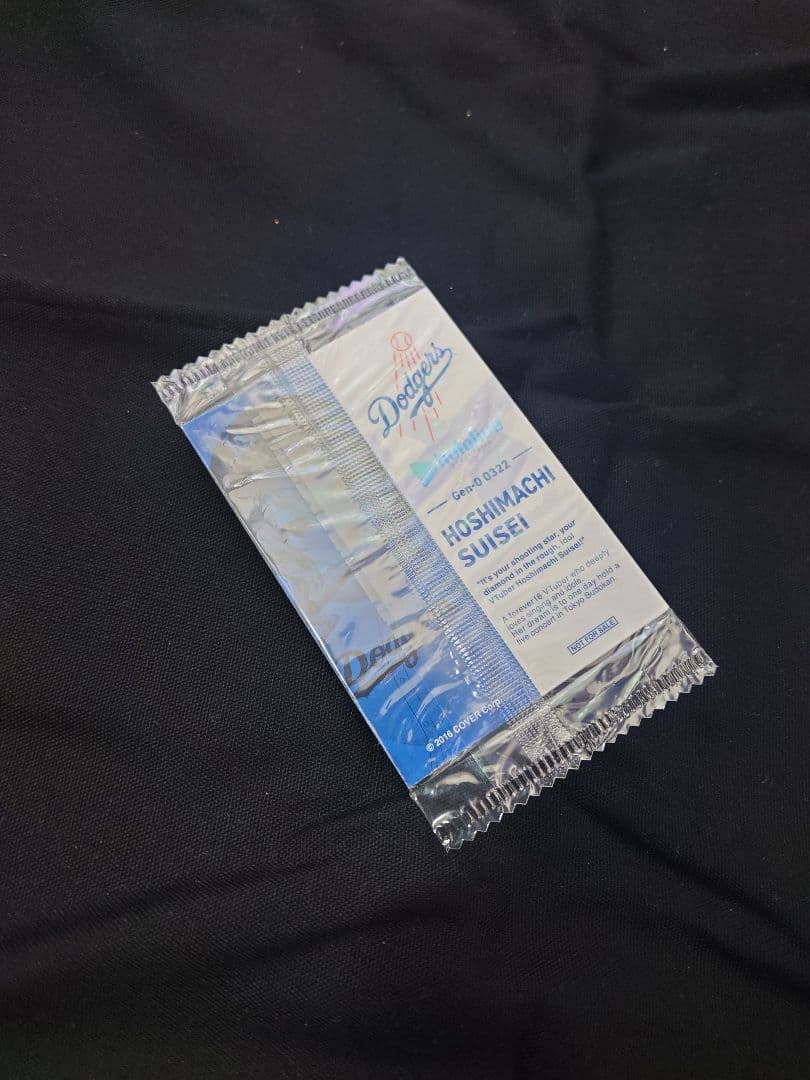 Dodgers
hololive
Gen-0 0322
HOSHIMACHI
SUISEI
"It's your shooting star, your
diamond in the rough, idol
VTuber Hoshimachi Suisei!"
A forever18 VTuber who deeply
loves singing and idols.
Her dream is to one day hold a
live concert in Tokyo Budokan.
NOT FOR SALE
© 2016 COVER Corp.